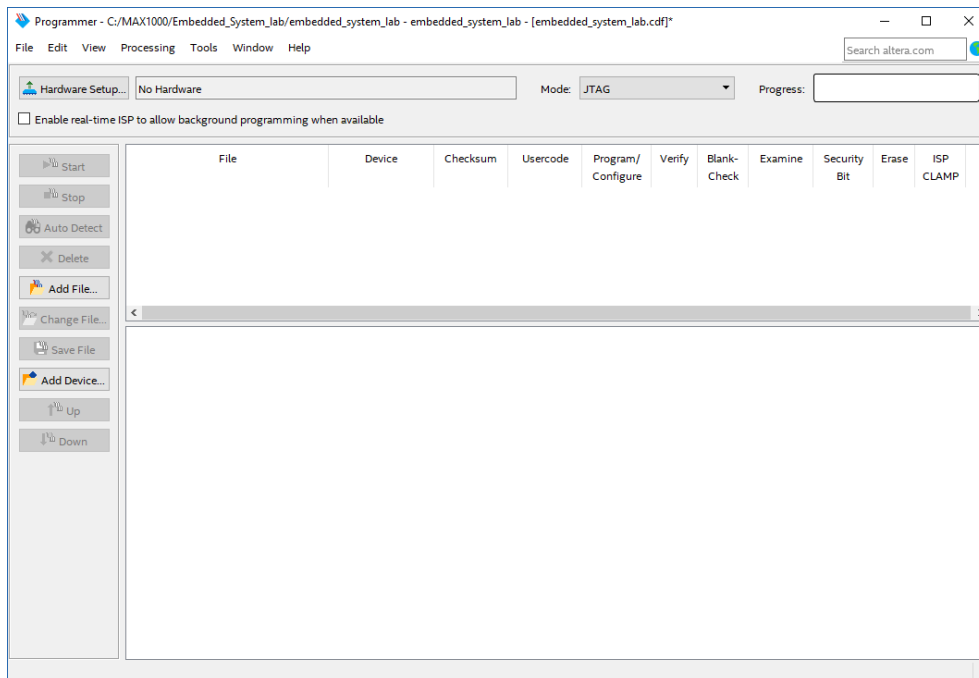 Programmer - C:/MAX1000/Embedded_System_lab/embedded_system_lab - embedded_system_lab - [embedded_system_lab.cdf]*
File Edit View Processing Tools Window Help
Search altera.com
Hardware Setup... No Hardware Mode: JTAG Progress:
Enable real-time ISP to allow background programming when available
File Device Checksum Usercode Program/ Configure Verify Blank- Check Examine Security Bit Erase ISP CLAMP
Start
Stop
Auto Detect
Delete
Add File...
Change File...
Save File
Add Device...
Up
Down